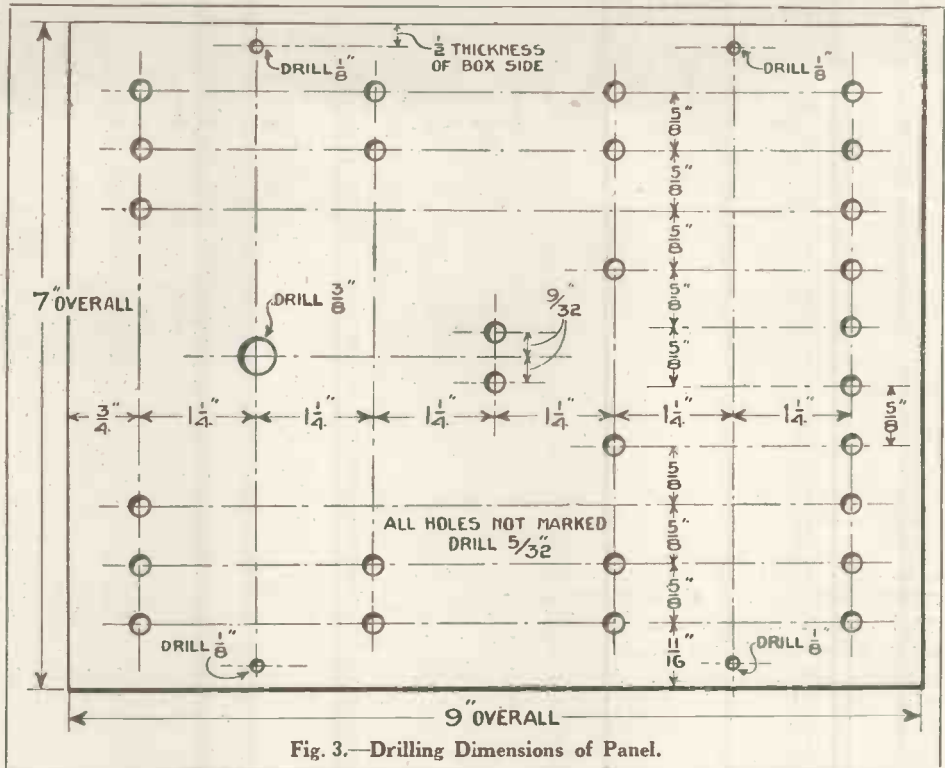 ½ THICKNESS
OF BOX SIDE
DRILL ⅛"
DRILL ⅛"
5/8"
5/8"
5/8"
5/8"
5/8"
7" OVERALL
DRILL 3/8"
9/32"
3/4"
1¼"
1¼"
1¼"
1¼"
1¼"
1¼"
5/8"
5/8"
5/8"
5/8"
11/16"
ALL HOLES NOT MARKED
DRILL 5/32"
DRILL ⅛"
DRILL ⅛"
9" OVERALL
Fig. 3.—Drilling Dimensions of Panel.